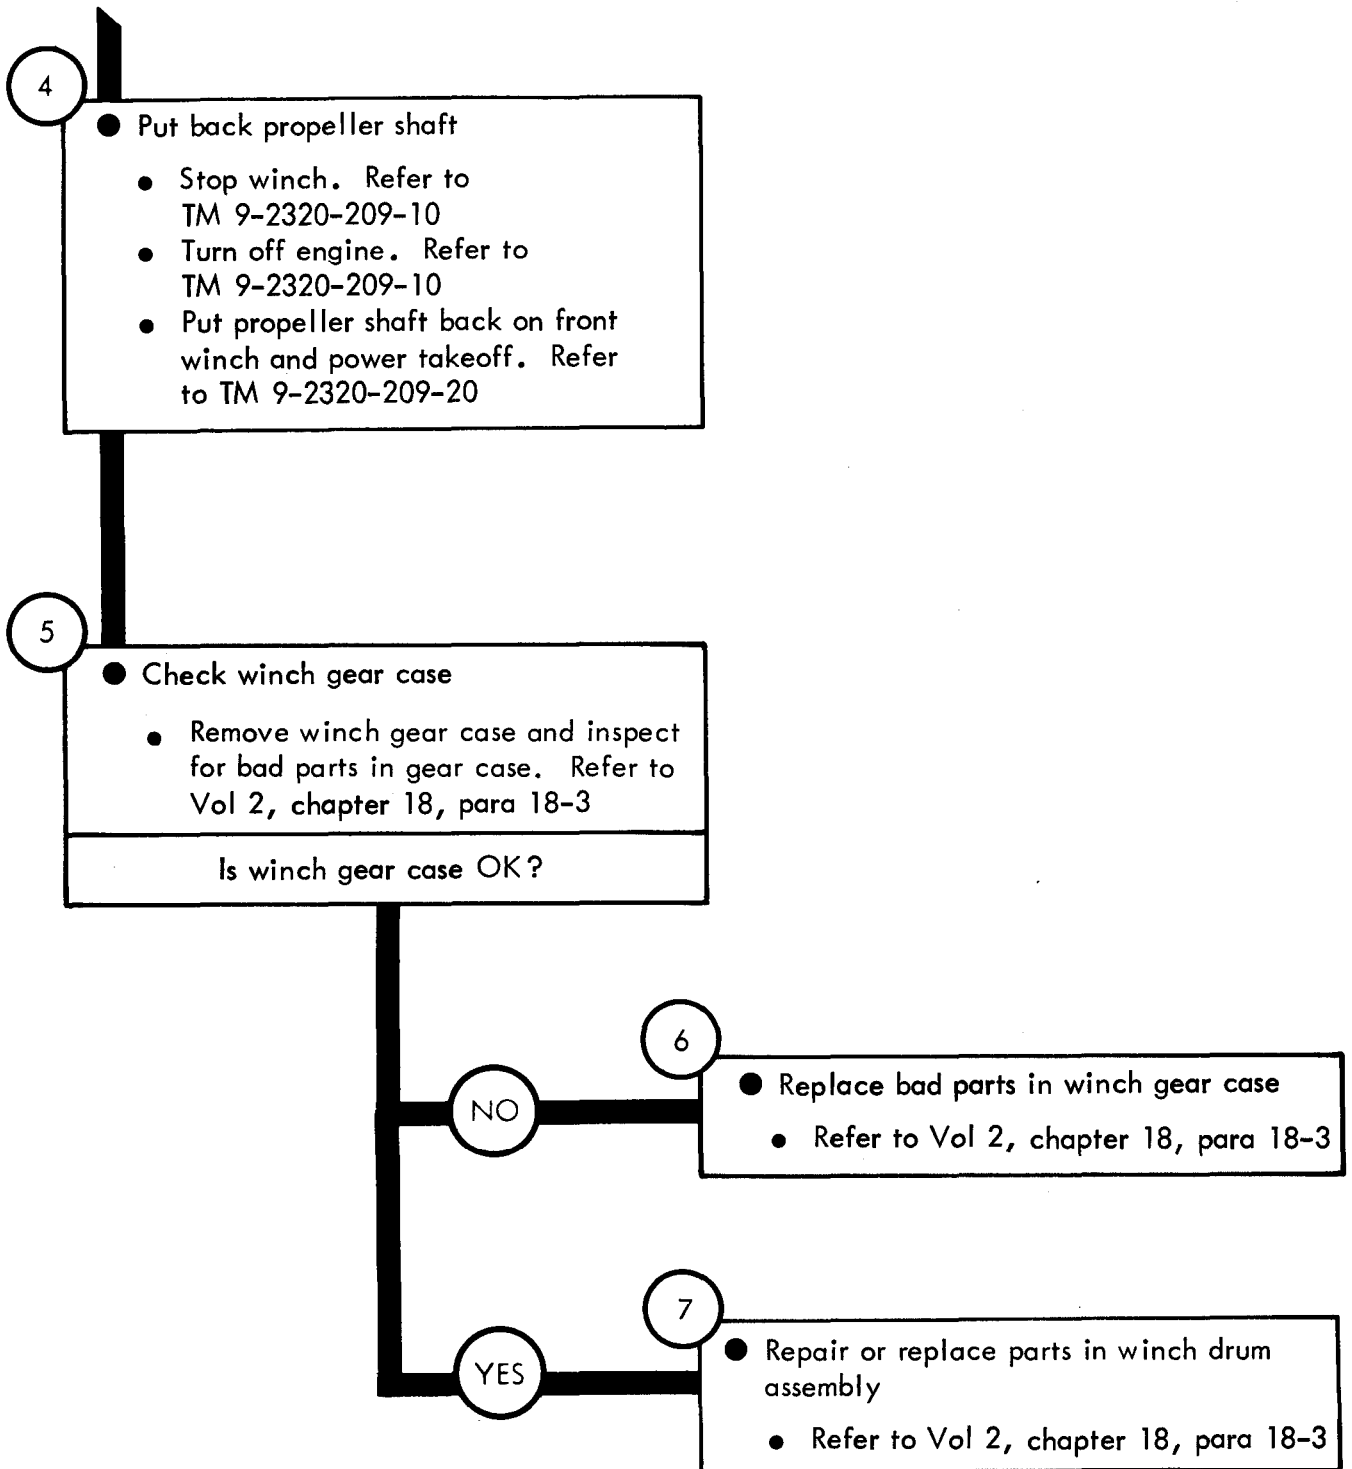 4
● Put back propeller shaft
● Stop winch. Refer to
TM 9-2320-209-10
● Turn off engine. Refer to
TM 9-2320-209-10
● Put propeller shaft back on front
winch and power takeoff. Refer
to TM 9-2320-209-20
5
● Check winch gear case
● Remove winch gear case and inspect
for bad parts in gear case. Refer to
Vol 2, chapter 18, para 18-3
Is winch gear case OK?
NO
6
● Replace bad parts in winch gear case
● Refer to Vol 2, chapter 18, para 18-3
YES
7
● Repair or replace parts in winch drum
assembly
● Refer to Vol 2, chapter 18, para 18-3